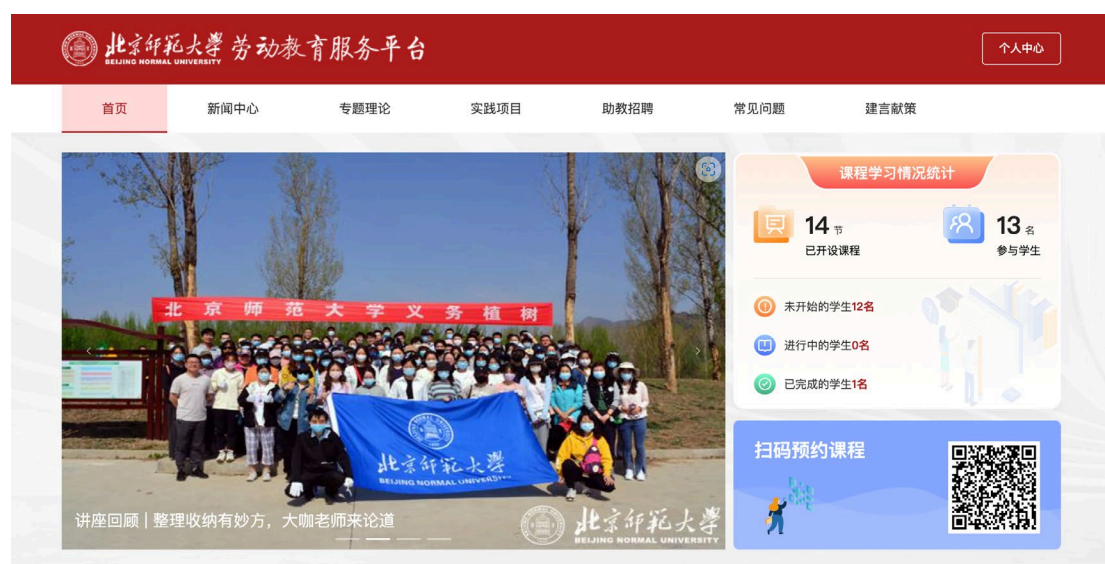 北京师范大学 劳动教育服务平台
BEIJING NORMAL UNIVERSITY
个人中心
首页 新闻中心 专题理论 实践项目 助教招聘 常见问题 建言献策
北京师范大学义务植树
北京师范大学
BEIJING NORMAL UNIVERSITY
讲座回顾 | 整理收纳有妙方，大咖老师来论道
北京师范大学
BEIJING NORMAL UNIVERSITY
课程学习情况统计
14 节
已开设课程
13 名
参与学生
未开始的学生12名
进行中的学生0名
已完成的学生1名
扫码预约课程